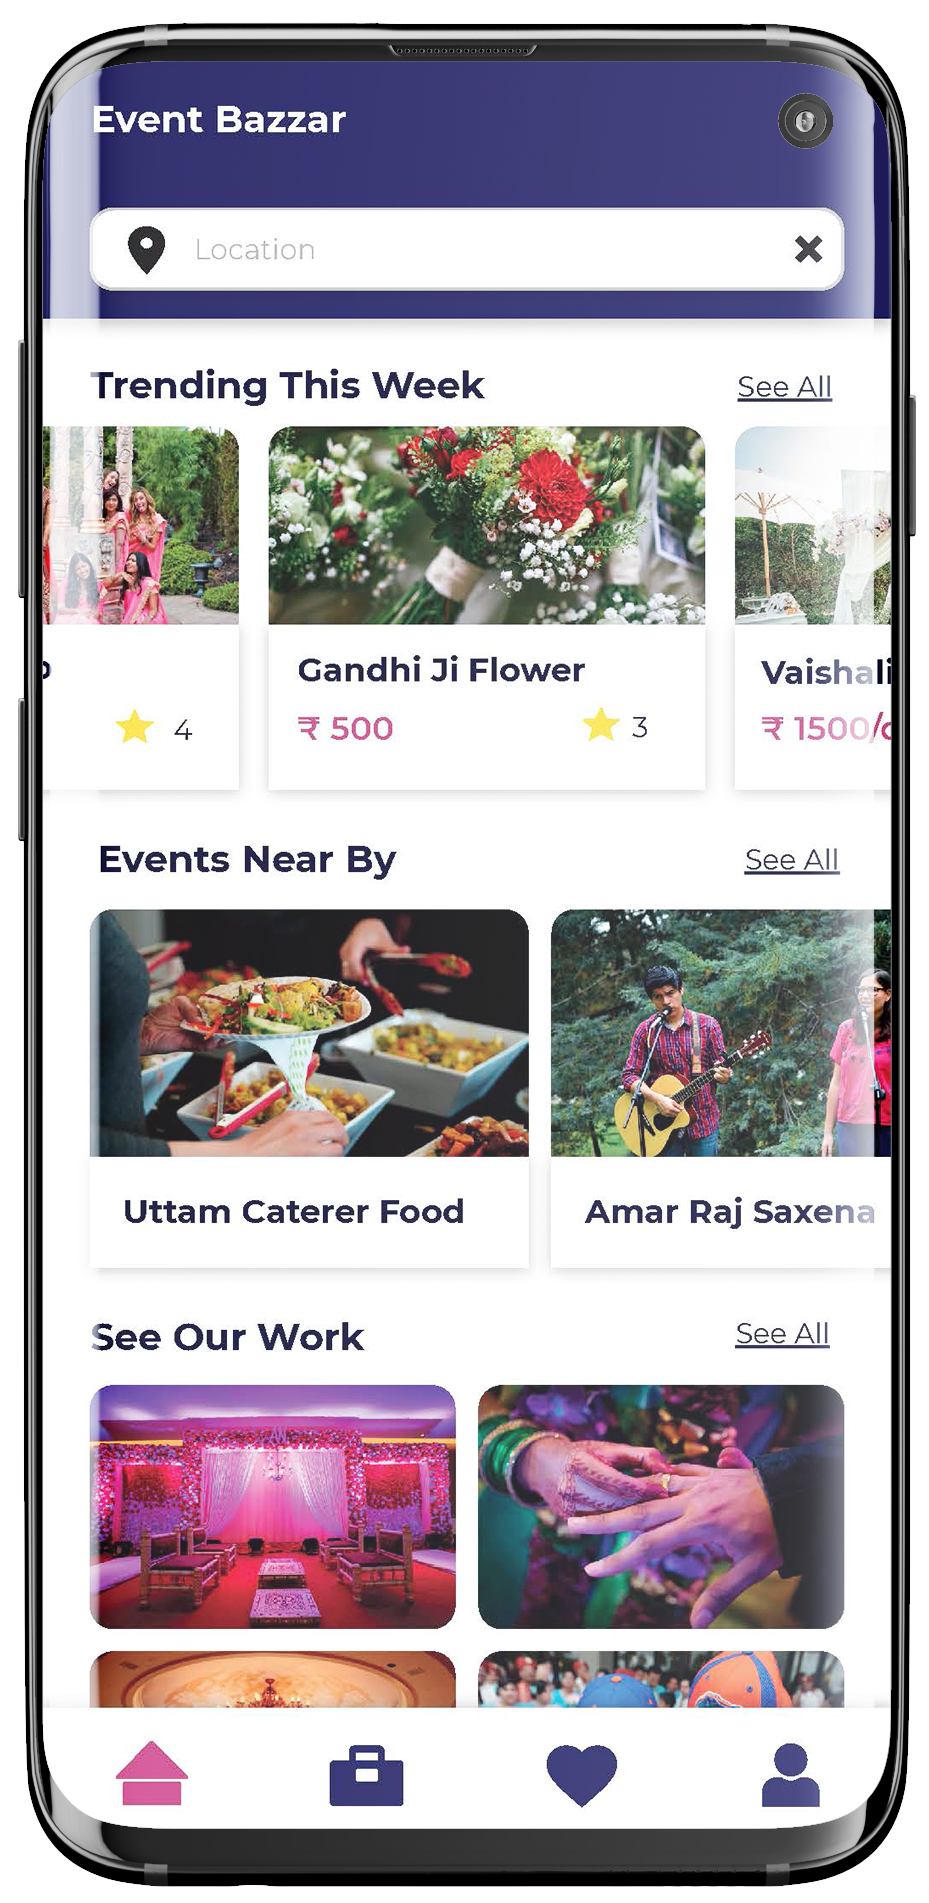 Event Bazzar
Location
Trending This Week
See All
4
Gandhi Ji Flower
₹ 500
3
Vaishali
₹ 1500/
Events Near By
See All
Uttam Caterer Food
Amar Raj Saxena
See Our Work
See All